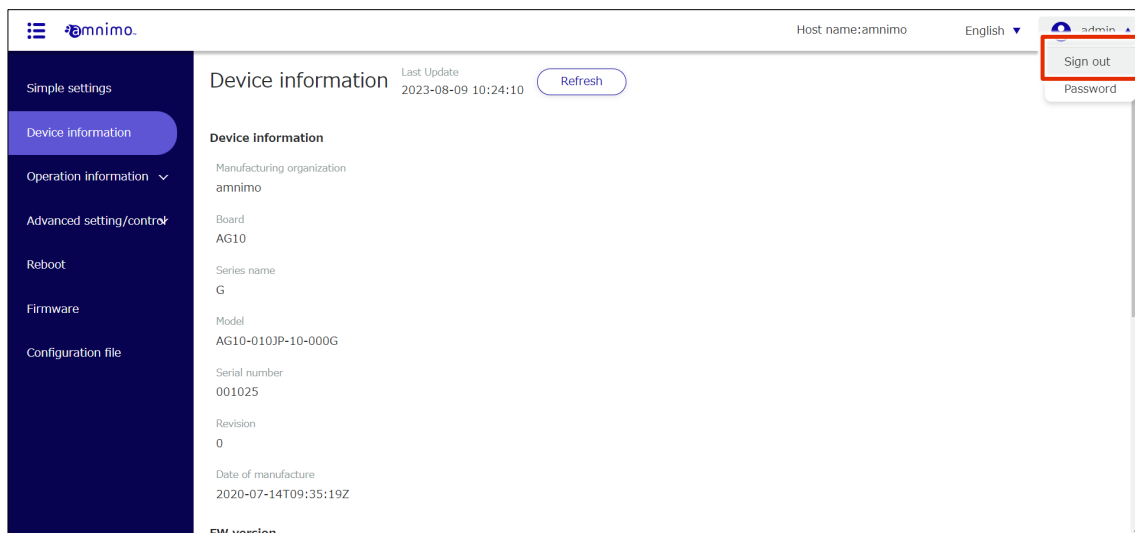 amnimo
Host name:amnimo
English
admin
Sign out
Password
Simple settings
Device information
Operation information
Advanced setting/control
Reboot
Firmware
Configuration file
Device information
Last Update
2023-08-09 10:24:10
Refresh
Device information
Manufacturing organization
amnimo
Board
AG10
Series name
G
Model
AG10-010JP-10-000G
Serial number
001025
Revision
0
Date of manufacture
2020-07-14T09:35:19Z
FW version